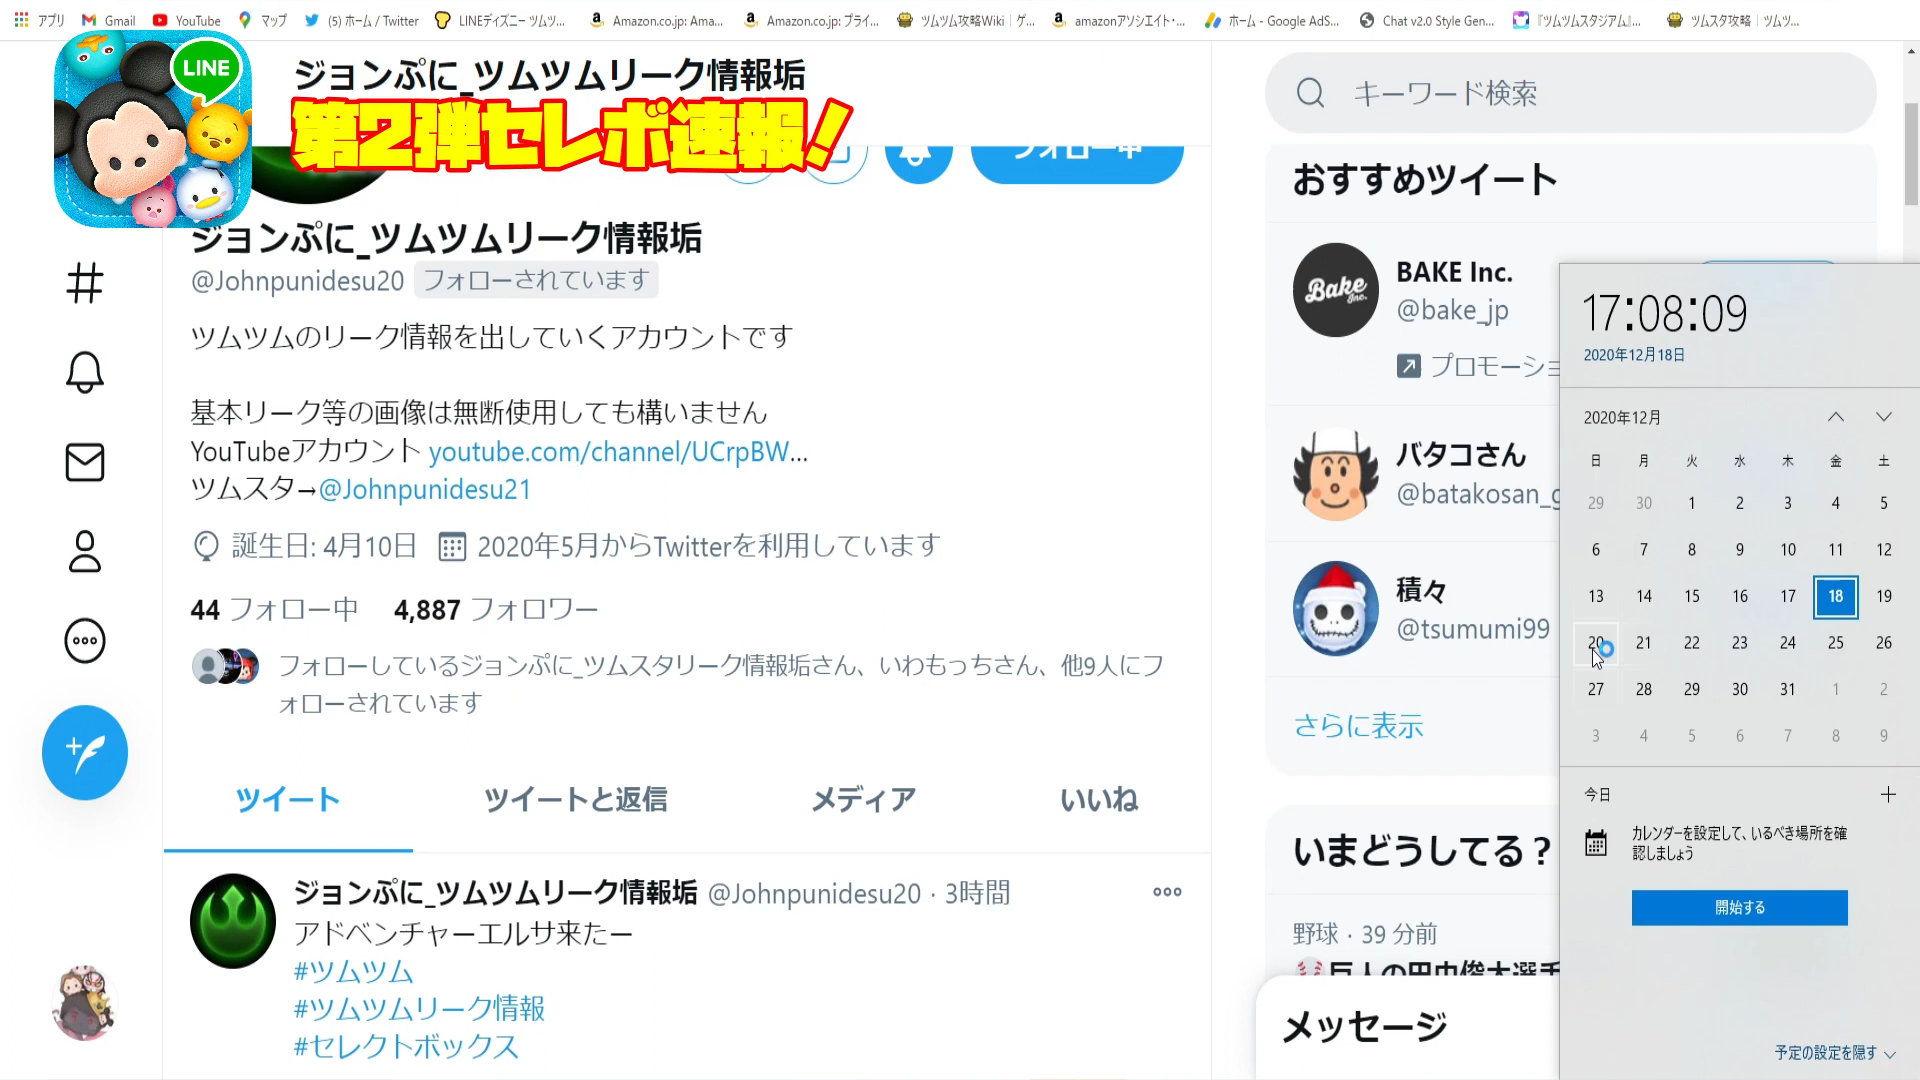 アプリ Gmail YouTube マップ (5) ホーム / Twitter LINEディズニー ツムツ... Amazon.co.jp: Ama... Amazon.co.jp: プライ... ツムツム攻略Wiki | ゲ... amazonアソシエイト・... ホーム - Google AdS... Chat v2.0 Style Gen... 『ツムツムスタジアム』... ツムスタ攻略 | ツムツ...
LINE
ジョンぷに_ツムツムリーク情報垢
第2弾セレボ速報!
フォロー中
ジョンぷに_ツムツムリーク情報垢
@Johnpunidesu20 フォローされています
ツムツムのリーク情報を出していくアカウントです
基本リーク等の画像は無断使用しても構いません
YouTubeアカウント youtube.com/channel/UCrpBW...
ツムスタ→@Johnpunidesu21
誕生日: 4月10日 2020年5月からTwitterを利用しています
44 フォロー中 4,887 フォロワー
フォローしているジョンぷに_ツムスタリーク情報垢さん、いわもっちさん、他9人にフ
ォローされています
ツイート ツイートと返信 メディア いいね
ジョンぷに_ツムツムリーク情報垢 @Johnpunidesu20 · 3時間
アドベンチャーエルサ来たー
#ツムツム
#ツムツムリーク情報
#セレクトボックス
キーワード検索
おすすめツイート
Bake Inc.
BAKE Inc.
@bake_jp
プロモーショ
バタコさん
@batakosan_g
積々
@tsumumi99
さらに表示
いまどうしてる？
野球 · 39 分前
巨人の田中俊太選手
メッセージ
17:08:09
2020年12月18日
2020年12月
日 月 火 水 木 金 土
29 30 1 2 3 4 5
6 7 8 9 10 11 12
13 14 15 16 17 18 19
20 21 22 23 24 25 26
27 28 29 30 31 1 2
3 4 5 6 7 8 9
今日
カレンダーを設定して、いるべき場所を確
認しましょう
開始する
予定の設定を隠す